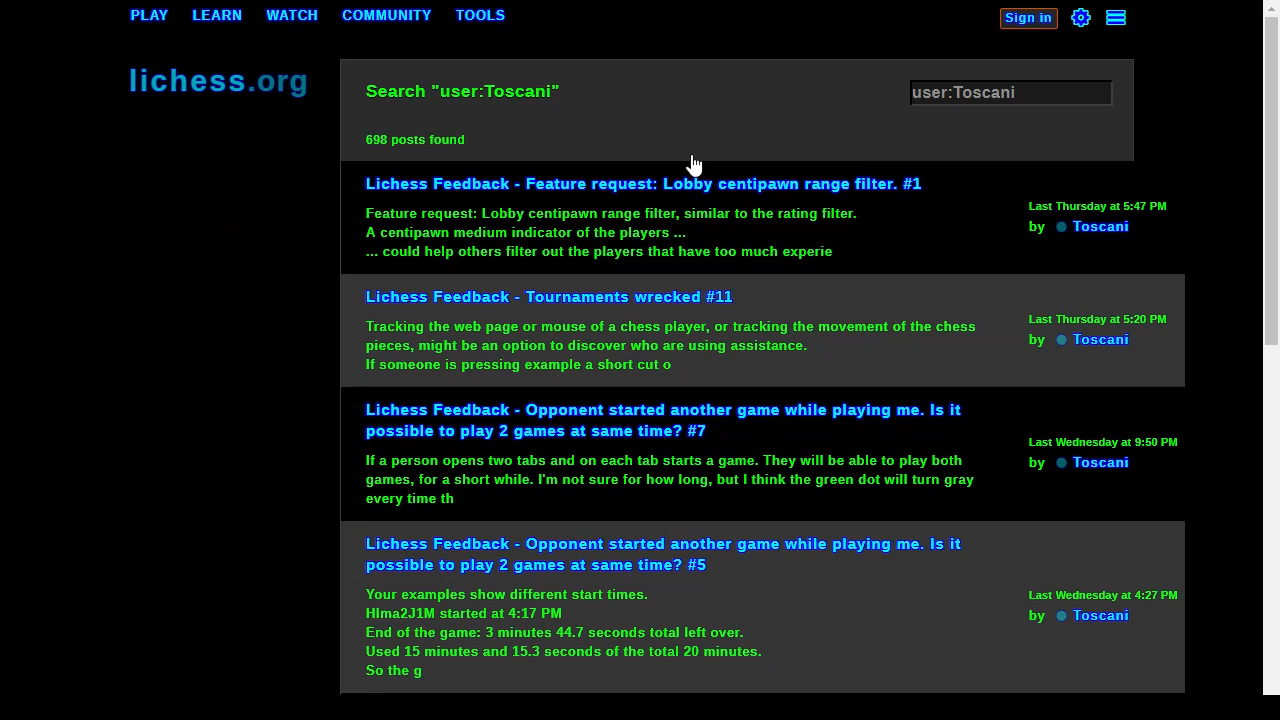 PLAY LEARN WATCH COMMUNITY TOOLS Sign in
lichess.org
Search "user:Toscani" user:Toscani
698 posts found
Lichess Feedback - Feature request: Lobby centipawn range filter. #1
Feature request: Lobby centipawn range filter, similar to the rating filter.
A centipawn medium indicator of the players ...
... could help others filter out the players that have too much experie
Last Thursday at 5:47 PM
by Toscani
Lichess Feedback - Tournaments wrecked #11
Tracking the web page or mouse of a chess player, or tracking the movement of the chess
pieces, might be an option to discover who are using assistance.
If someone is pressing example a short cut o
Last Thursday at 5:20 PM
by Toscani
Lichess Feedback - Opponent started another game while playing me. Is it
possible to play 2 games at same time? #7
If a person opens two tabs and on each tab starts a game. They will be able to play both
games, for a short while. I'm not sure for how long, but I think the green dot will turn gray
every time th
Last Wednesday at 9:50 PM
by Toscani
Lichess Feedback - Opponent started another game while playing me. Is it
possible to play 2 games at same time? #5
Your examples show different start times.
HIma2J1M started at 4:17 PM
End of the game: 3 minutes 44.7 seconds total left over.
Used 15 minutes and 15.3 seconds of the total 20 minutes.
So the g
Last Wednesday at 4:27 PM
by Toscani